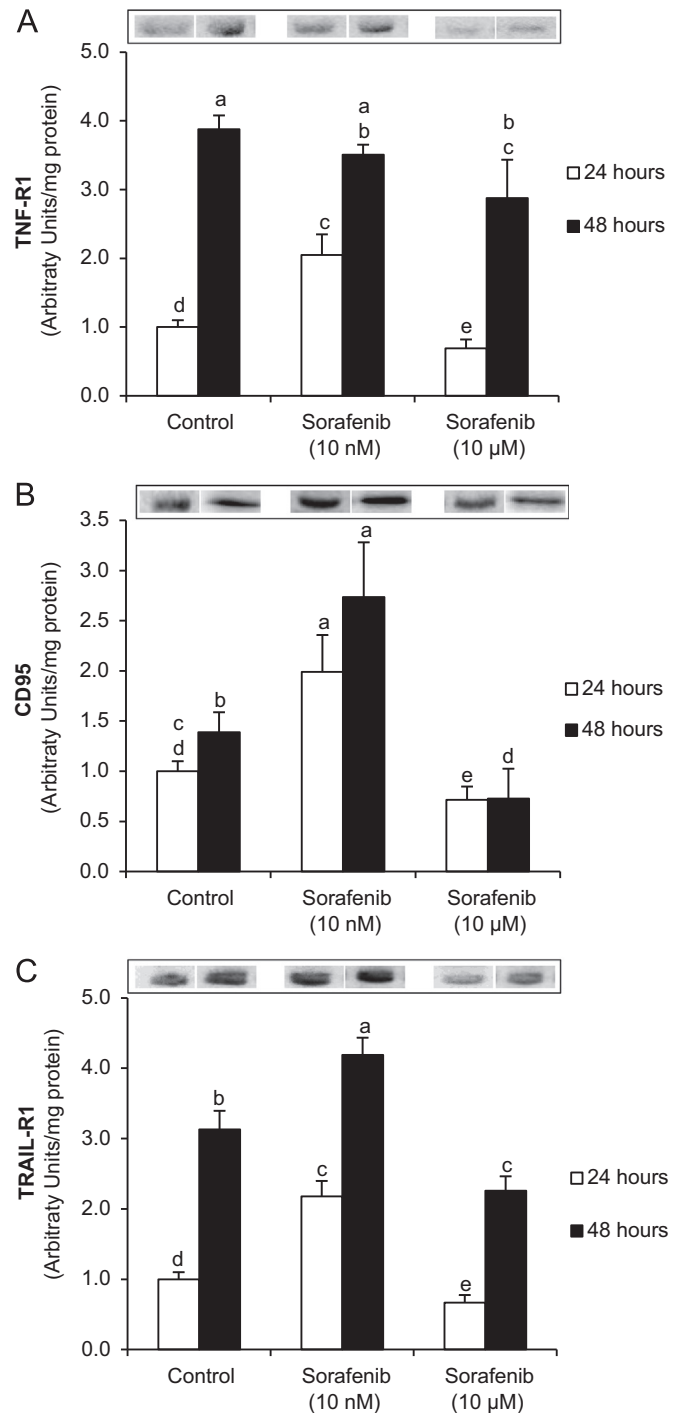 A
TNF-R1
(Arbitraty Units/mg protein)
5.0
4.0
3.0
2.0
1.0
0.0
d
a
c
a
b
e
b
c
24 hours
48 hours
Control
Sorafenib
(10 nM)
Sorafenib
(10 µM)
B
CD95
(Arbitraty Units/mg protein)
3.5
3.0
2.5
2.0
1.5
1.0
0.5
0.0
c
d
b
a
a
e
d
24 hours
48 hours
Control
Sorafenib
(10 nM)
Sorafenib
(10 µM)
C
TRAIL-R1
(Arbitraty Units/mg protein)
5.0
4.0
3.0
2.0
1.0
0.0
d
b
c
a
e
c
24 hours
48 hours
Control
Sorafenib
(10 nM)
Sorafenib
(10 µM)